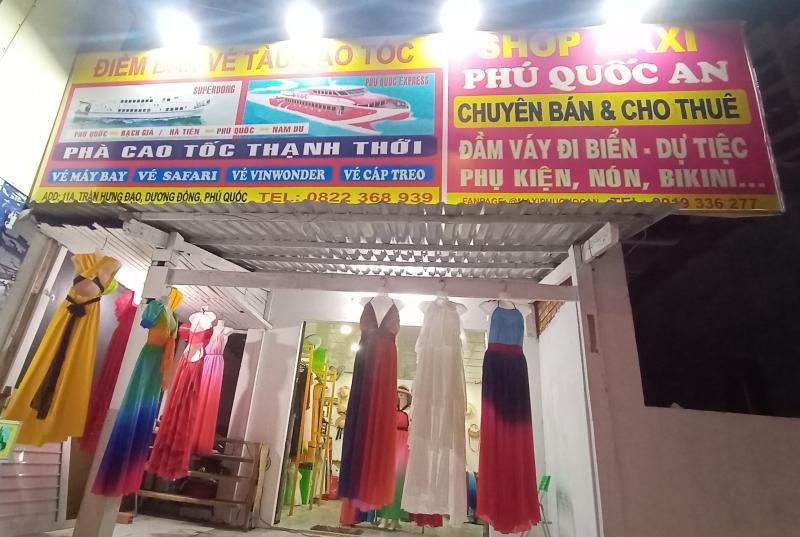 ĐIỂM BÁN VÉ TÀU CAO TỐC
SUPERDONG
PHU QUOC EXPRESS
PHÚ QUỐC RẠCH GIÁ / HÀ TIÊN PHÚ QUỐC NAM DU
PHÀ CAO TỐC THẠNH THỚI
VÉ MÁY BAY VÉ SAFARI VÉ VINWONDER VÉ CÁP TREO
ADD: 11A, TRẦN HƯNG ĐẠO, DƯƠNG ĐÔNG, PHÚ QUỐC TEL: 0822 368 939
SHOP MAXI
PHÚ QUỐC AN
CHUYÊN BÁN & CHO THUÊ
ĐẦM VÁY ĐI BIỂN - DỰ TIỆC
PHỤ KIỆN, NÓN, BIKINI...
FANPAGE: @MAXIPHUQUOCAN TEL: 0919 336 277